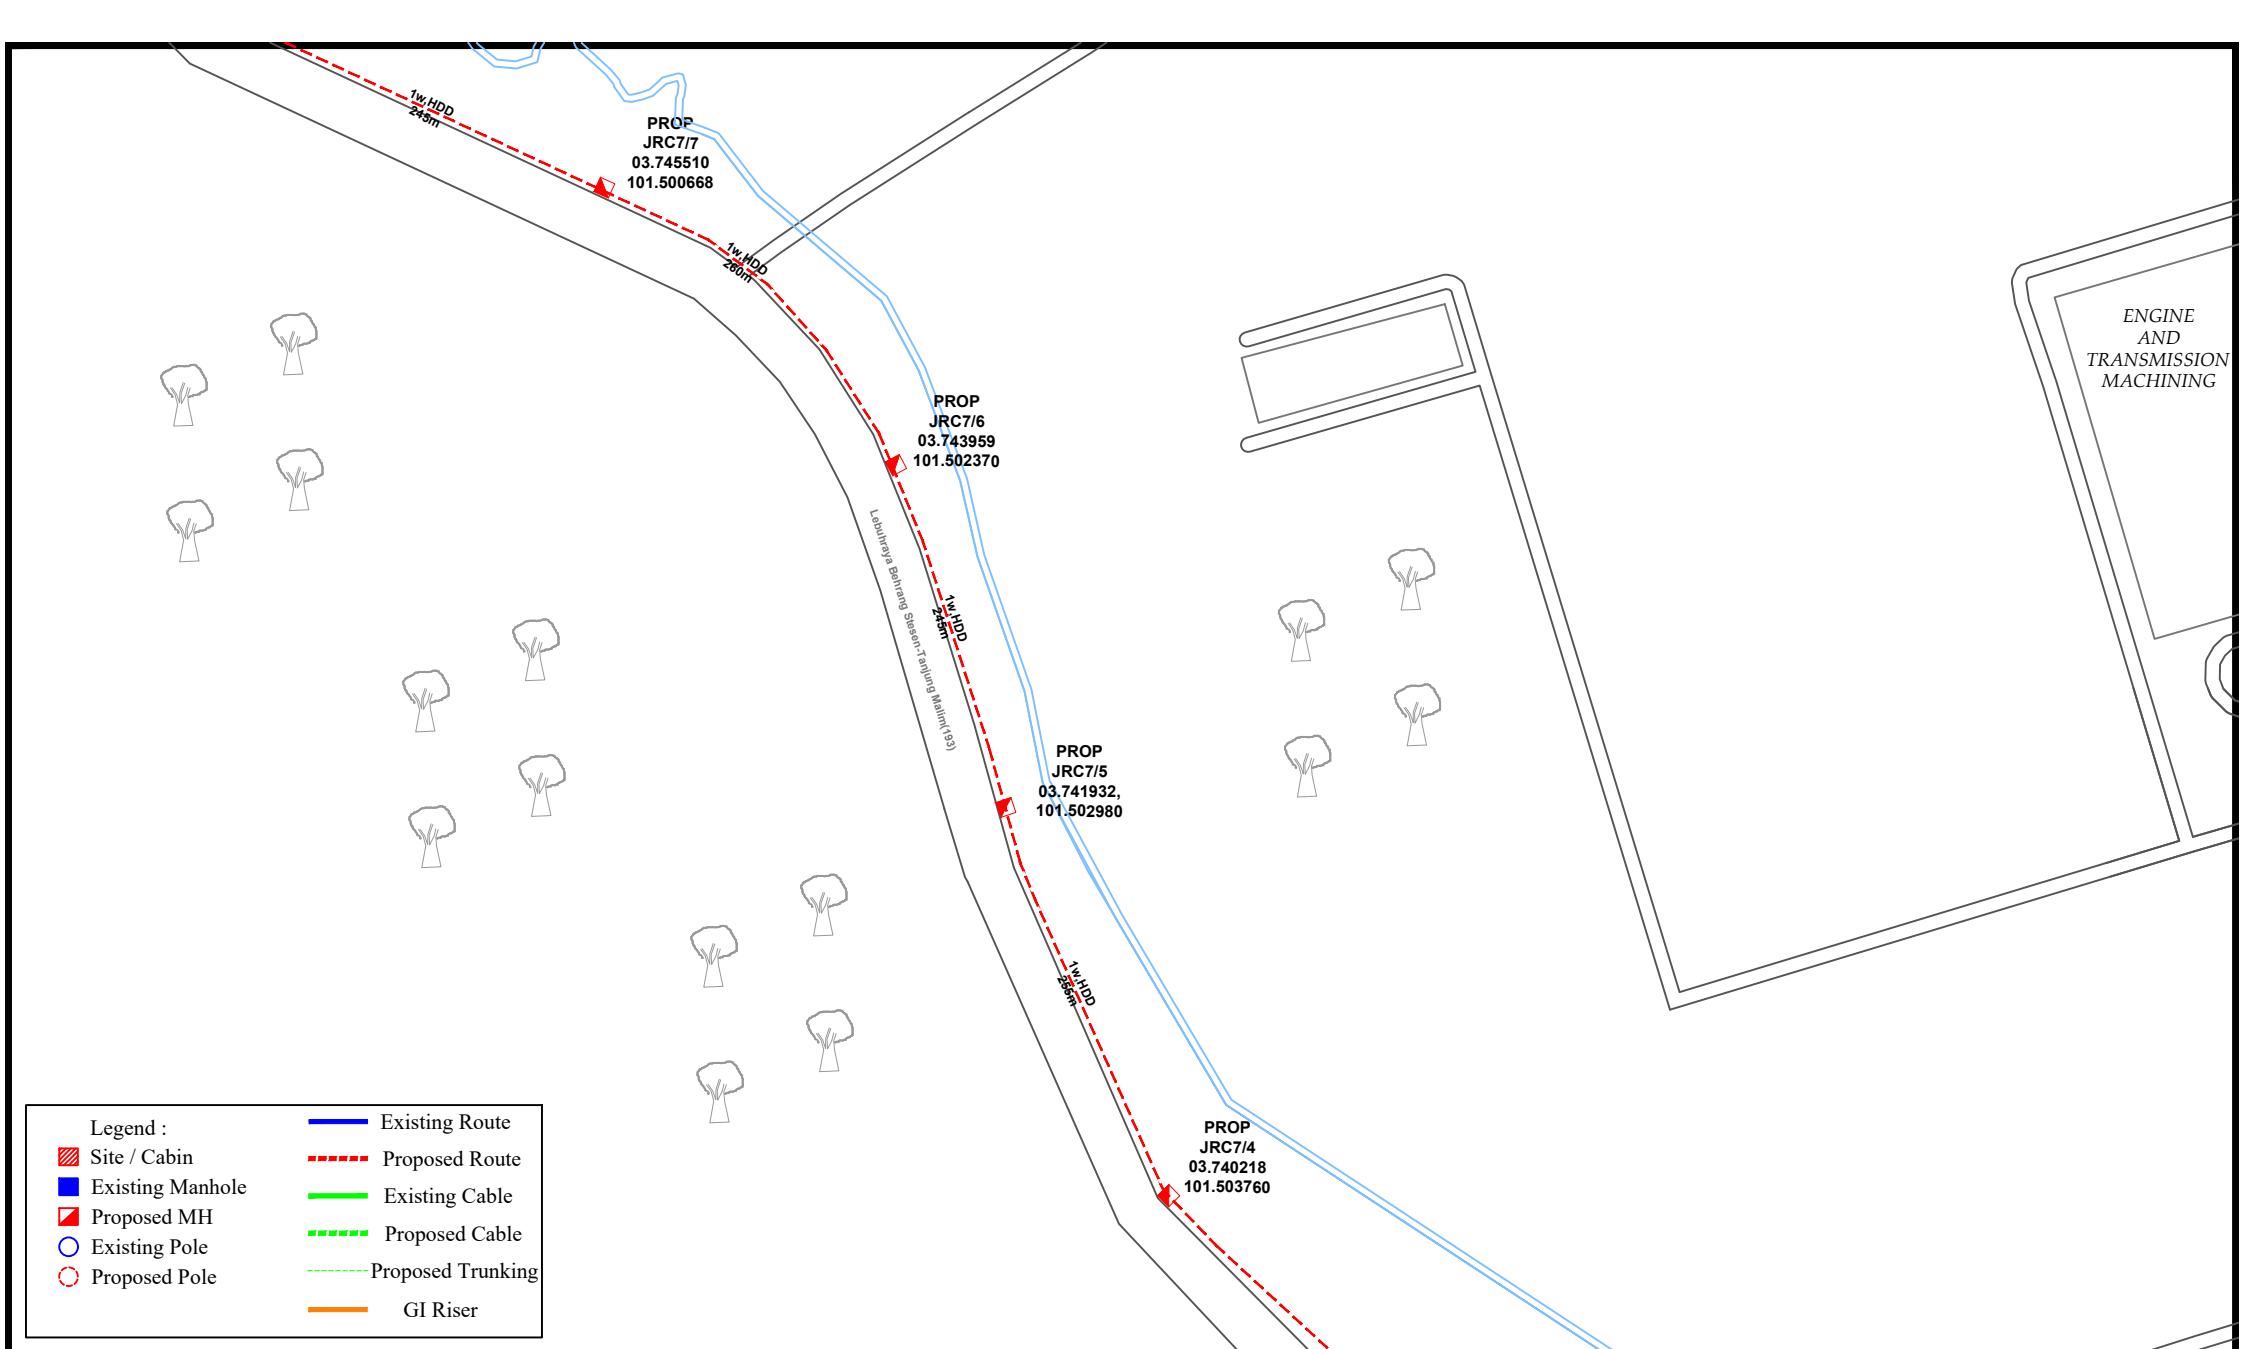 1w,HDD
245m
PROP
JRC7/7
03.745510
101.500668
1w,HDD
260m
ENGINE
AND
TRANSMISSION
MACHINING
PROP
JRC7/6
03.743959
101.502370
Lebuhraya Behrang Stesen-Tanjung Malim(193)
1w,HDD
245m
PROP
JRC7/5
03.741932,
101.502980
1w,HDD
255m
PROP
JRC7/4
03.740218
101.503760
Legend :
Site / Cabin
Existing Manhole
Proposed MH
Existing Pole
Proposed Pole
Existing Route
Proposed Route
Existing Cable
Proposed Cable
Proposed Trunking
GI Riser